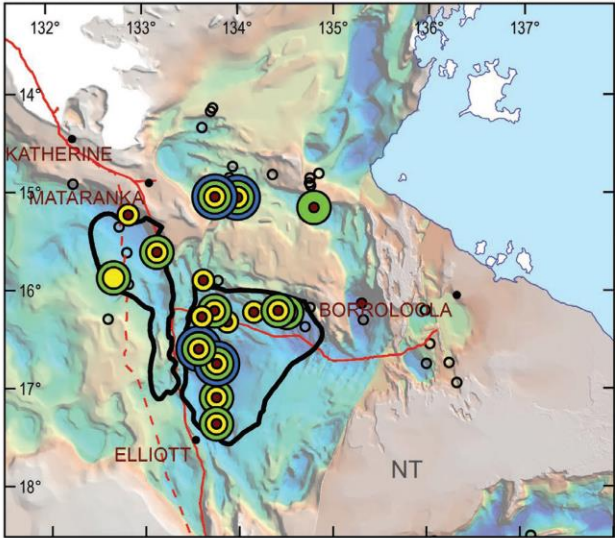 132° 133° 134° 135° 136° 137°
14°
KATHERINE
15°
MATARANKA
16°
BORROLOOLA
17°
ELLIOTT
NT
18°